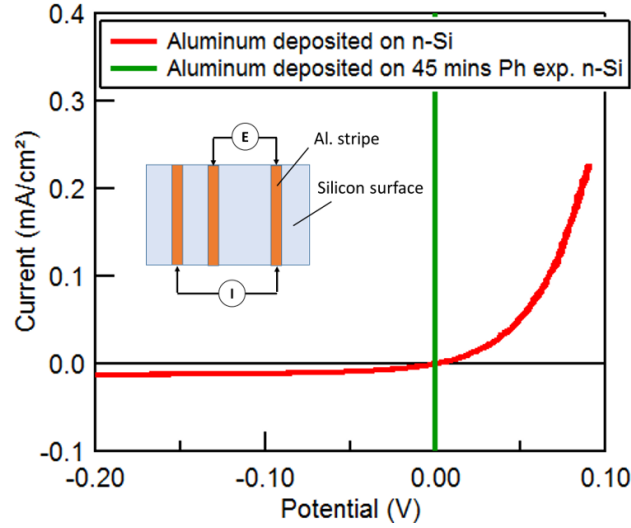 Aluminum deposited on n-Si
Aluminum deposited on 45 mins Ph exp. n-Si
0.4
0.3
0.2
0.1
0.0
-0.1
Current (mA/cm²)
E
Al. stripe
Silicon surface
I
-0.20
-0.10
0.00
0.10
Potential (V)